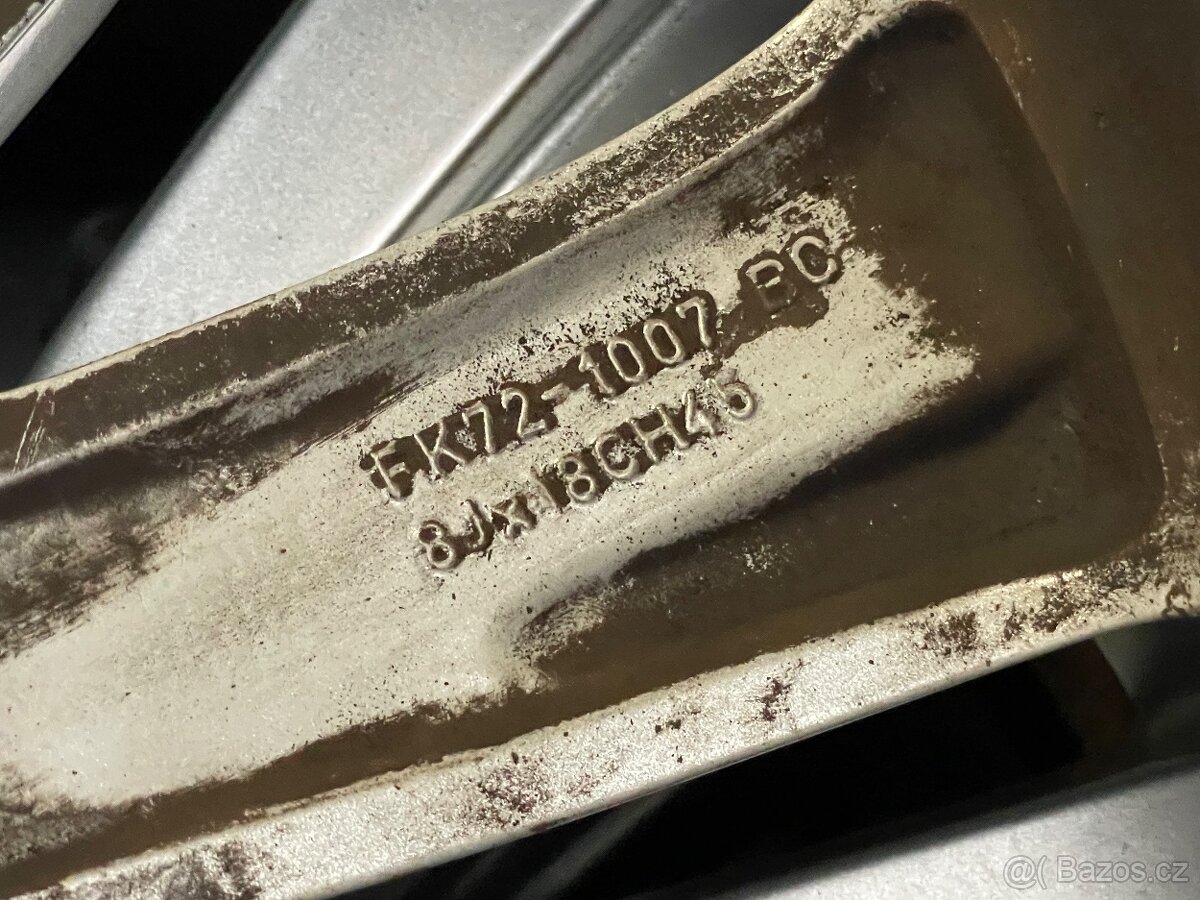 FK72-1007-BC
8Jx18CH45
@( Bazos.cz